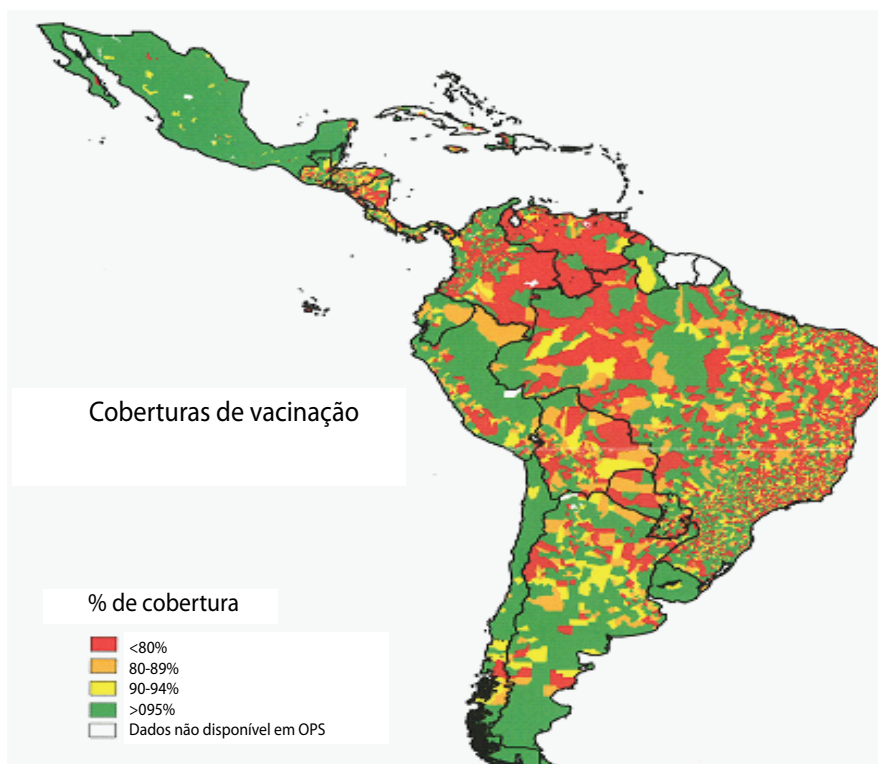 Coberturas de vacinação
% de cobertura
<80%
80-89%
90-94%
>095%
Dados não disponível em OPS